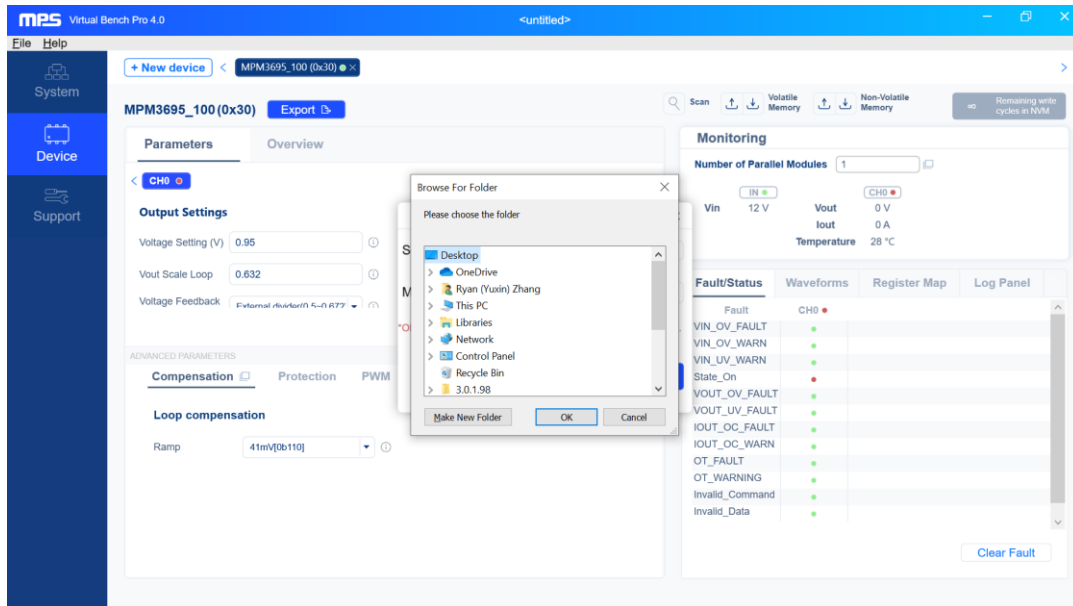 MPS Virtual Bench Pro 4.0
<untitled>
File Help
+ New device
MPM3695_100 (0x30)
System
Device
Support
MPM3695_100(0x30)
Export
Scan
Volatile Memory
Non-Volatile Memory
Remaining write
cycles in NVM
Parameters Overview
CH0
Output Settings
Voltage Setting (V) 0.95
Vout Scale Loop 0.632
Voltage Feedback External divider(0.5~0.672
ADVANCED PARAMETERS
Compensation Protection PWM
Loop compensation
Ramp 41mV[0b110]
Browse For Folder
Please choose the folder
Desktop
OneDrive
Ryan (Yuxin) Zhang
This PC
Libraries
Network
Control Panel
Recycle Bin
3.0.1.98
Make New Folder OK Cancel
Monitoring
Number of Parallel Modules 1
IN CH0
Vin 12 V Vout 0 V
Iout 0 A
Temperature 28 °C
Fault/Status Waveforms Register Map Log Panel
Fault CH0
VIN_OV_FAULT
VIN_OV_WARN
VIN_UV_WARN
State_On
VOUT_OV_FAULT
VOUT_UV_FAULT
IOUT_OC_FAULT
IOUT_OC_WARN
OT_FAULT
OT_WARNING
Invalid_Command
Invalid_Data
Clear Fault